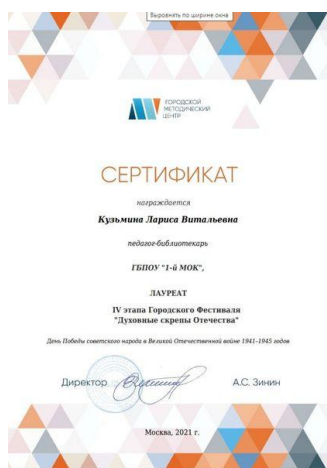 Выровнять по ширине окна
ГОРОДСКОЙ
МЕТОДИЧЕСКИЙ
ЦЕНТР
СЕРТИФИКАТ
награждается
Кузьмина Лариса Витальевна
педагог-библиотекарь
ГБПОУ "1-й МОК",
ЛАУРЕАТ
IV этапа Городского Фестиваля
"Духовные скрепы Отечества"
День Победы советского народа в Великой Отечественной войне 1941-1945 годов
Директор А.С. Зинин
Москва, 2021 г.